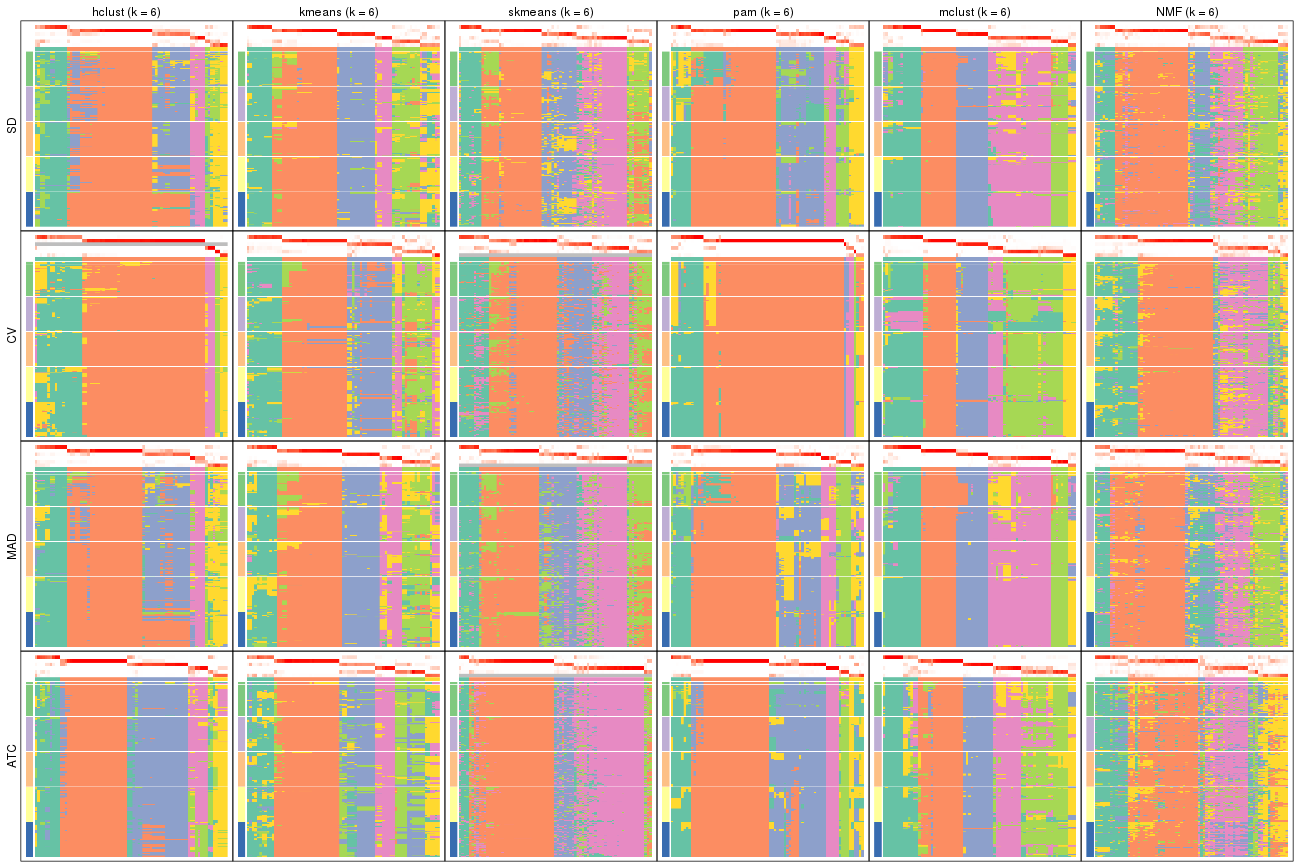 hclust (k = 6)
kmeans (k = 6)
skmeans (k = 6)
pam (k = 6)
mclust (k = 6)
NMF (k = 6)
SD
CV
MAD
ATC